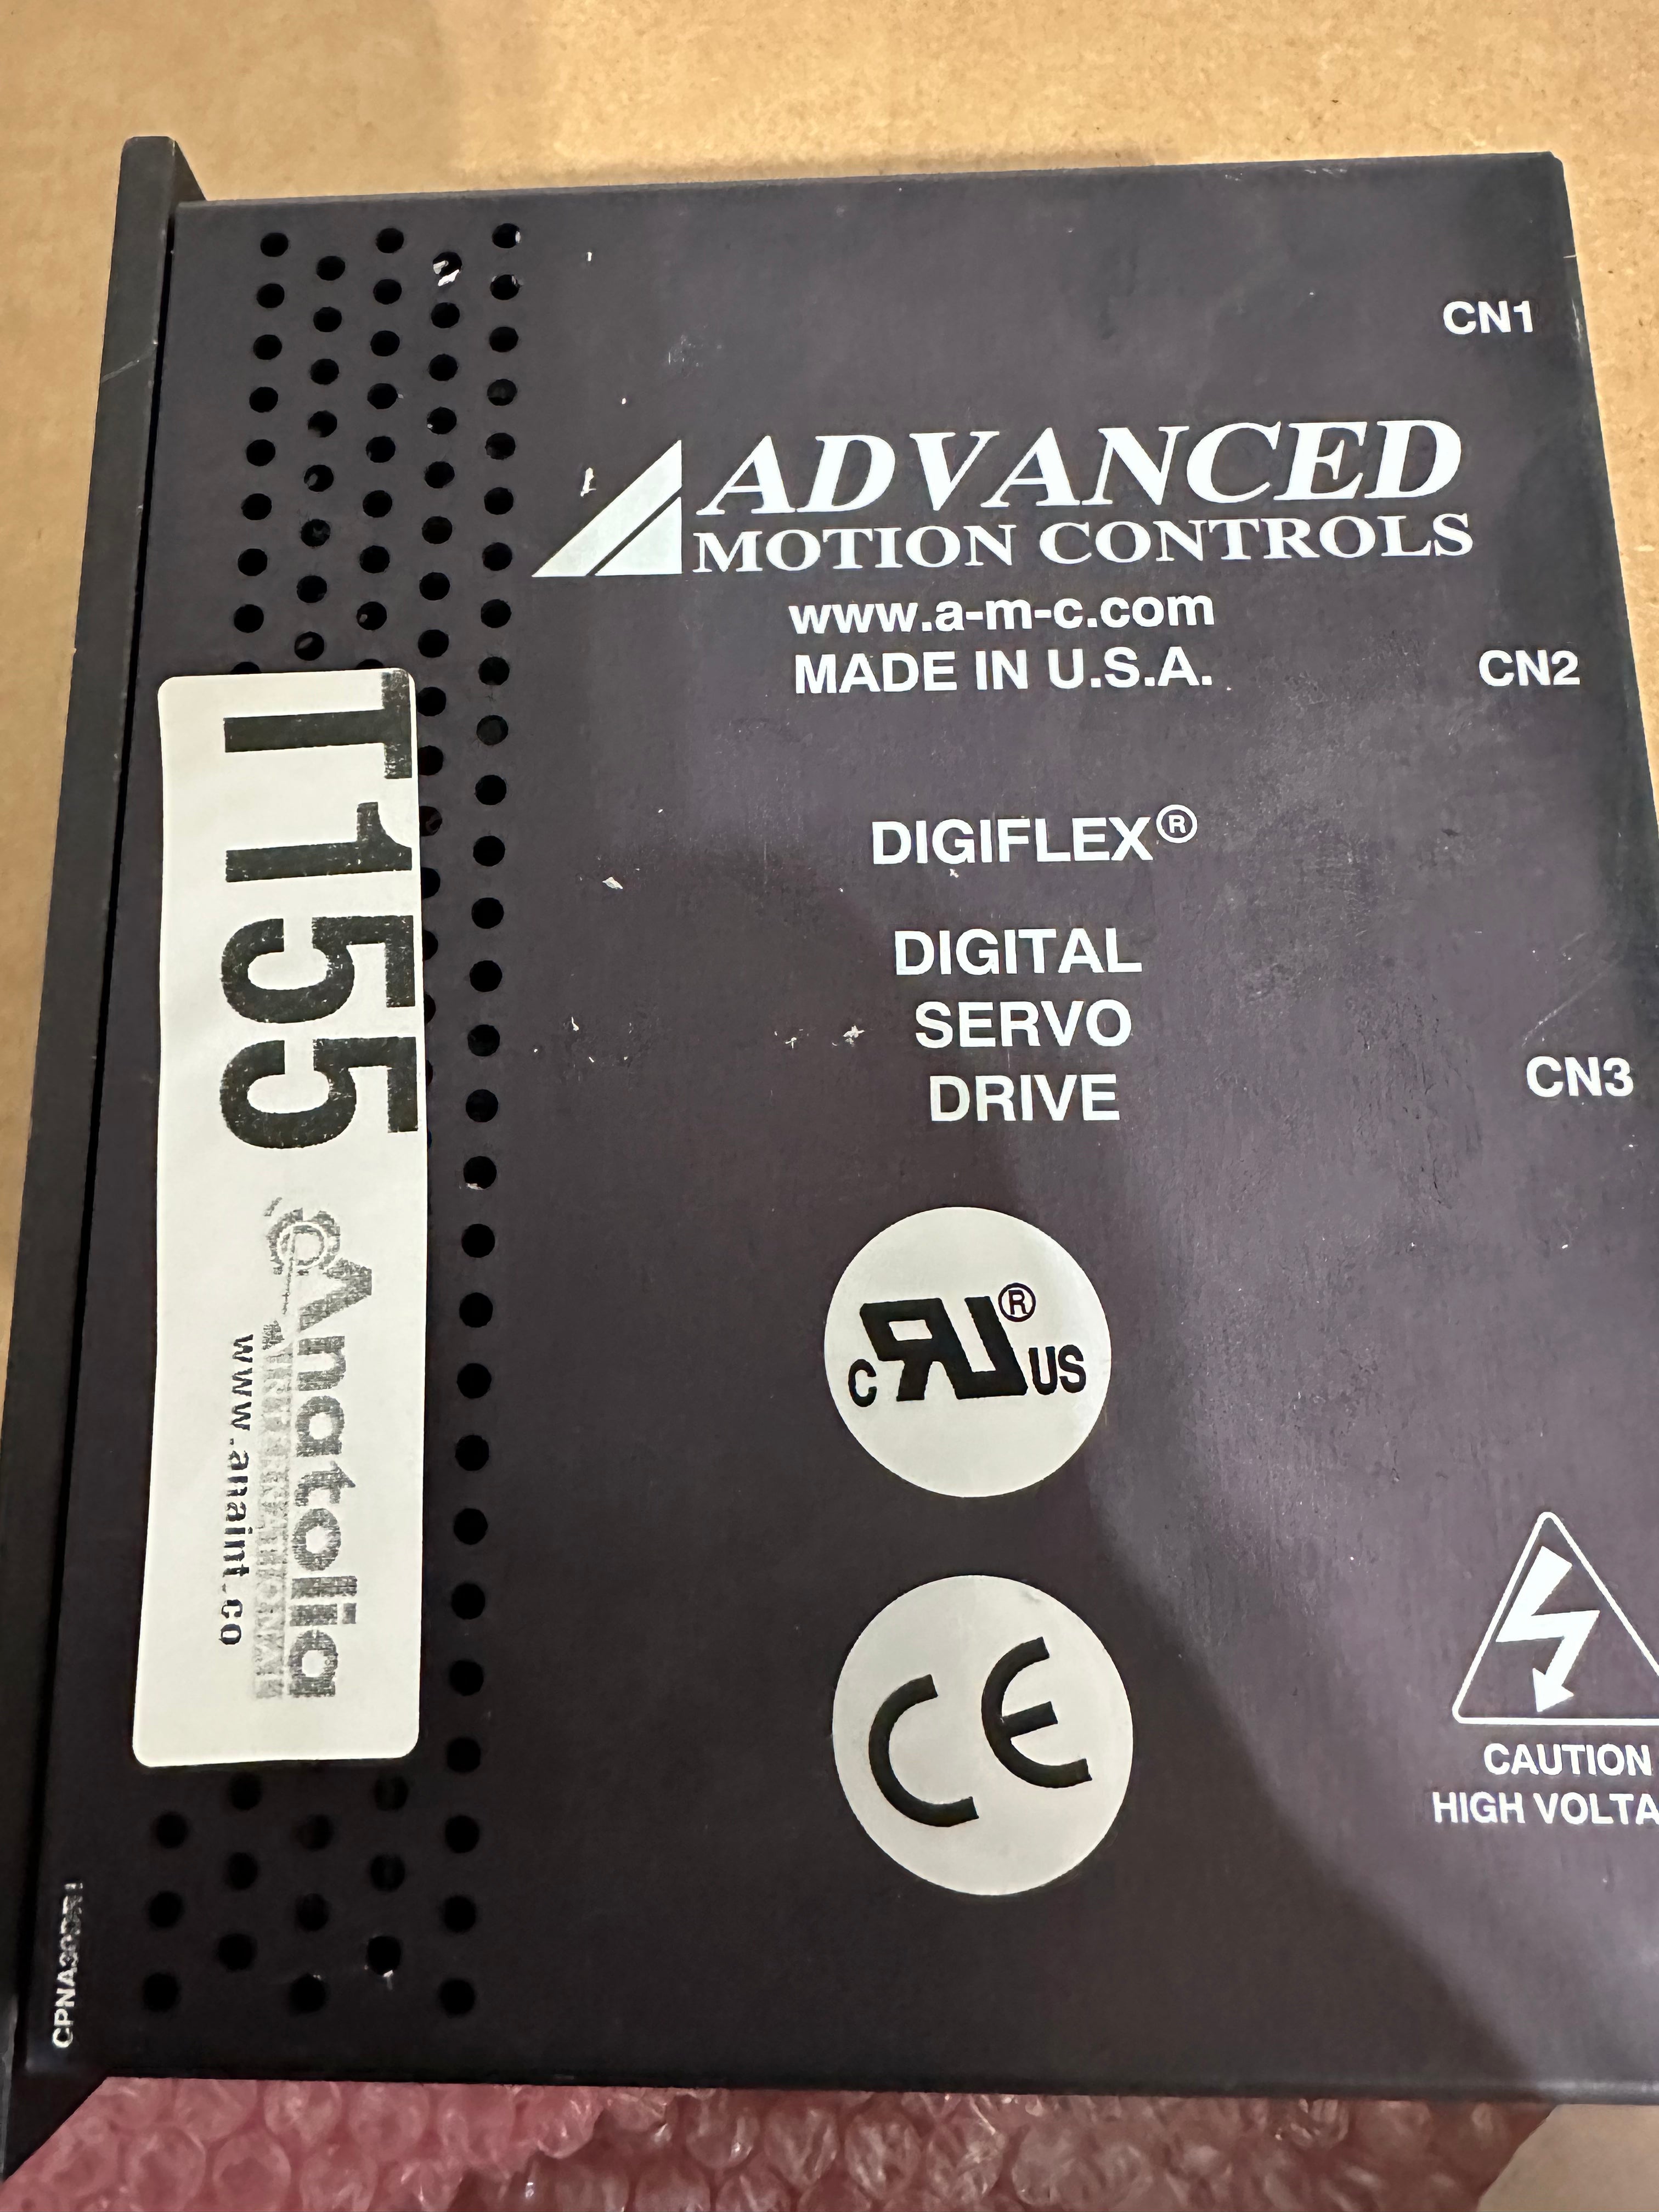 CN1
ADVANCED
MOTION CONTROLS
www.a-m-c.com
MADE IN U.S.A.
CN2
DIGIFLEX®
DIGITAL
SERVO
DRIVE
CN3
T155
Anatolia
www.anaint.co
c RU® US
CE
CAUTION
HIGH VOLTA